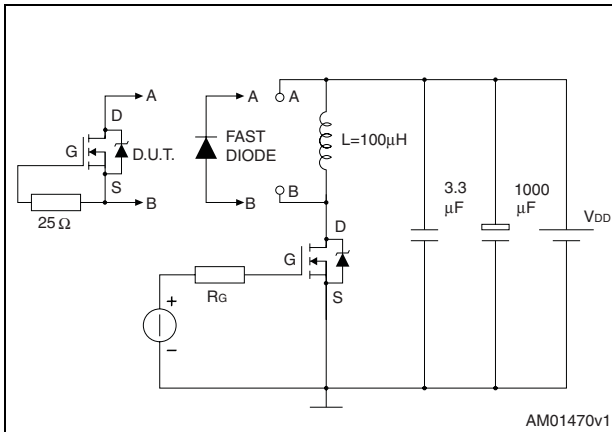 A
D
G
D.U.T.
S
B
25 Ω
A
FAST
DIODE
B
A
L=100µH
B
D
G
S
RG
+
–
3.3
µF
1000
µF
VDD
AM01470v1